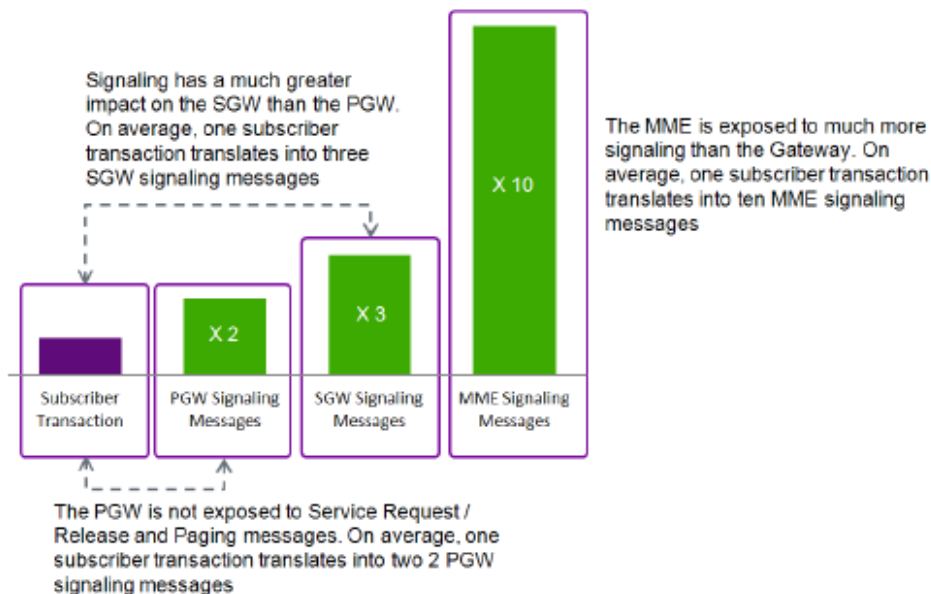 Signaling has a much greater
impact on the SGW than the PGW.
On average, one subscriber
transaction translates into three
SGW signaling messages
The MME is exposed to much more
signaling than the Gateway. On
average, one subscriber transaction
translates into ten MME signaling
messages
X 10
X 3
X 2
Subscriber
Transaction
PGW Signaling
Messages
SGW Signaling
Messages
MME Signaling
Messages
The PGW is not exposed to Service Request /
Release and Paging messages. On average, one
subscriber transaction translates into two 2 PGW
signaling messages